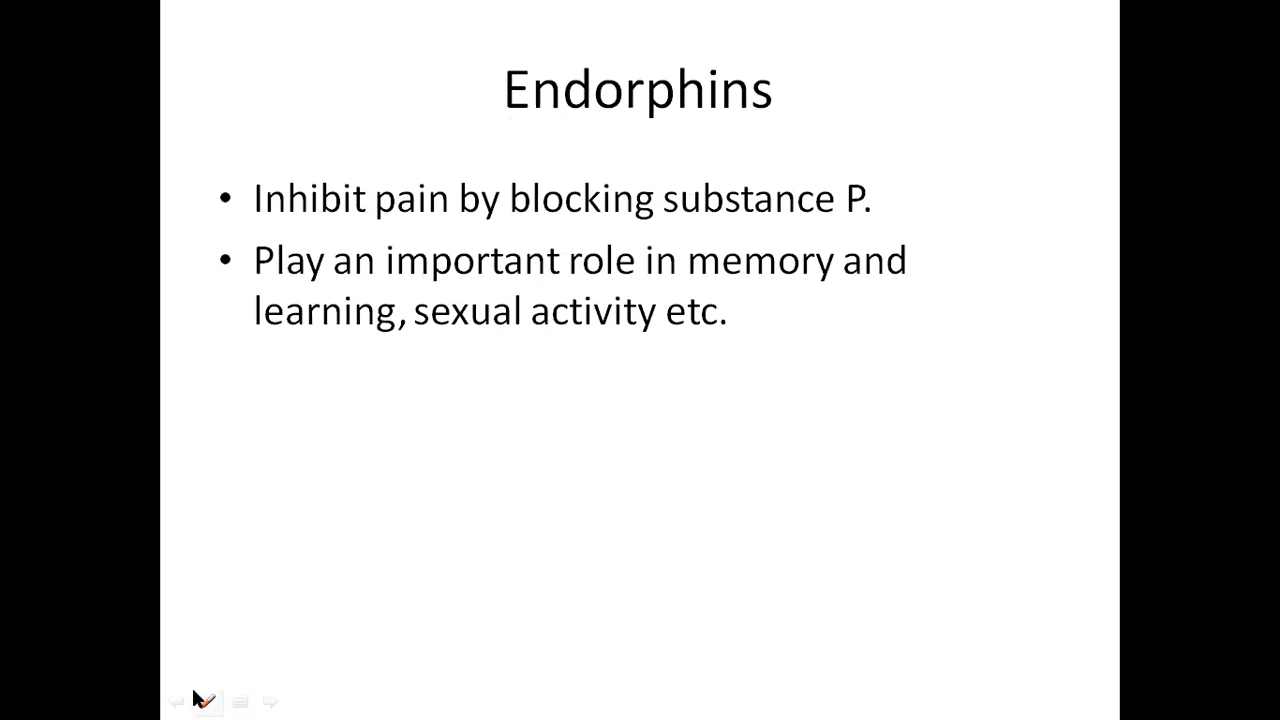 Endorphins
• Inhibit pain by blocking substance P.
• Play an important role in memory and
learning, sexual activity etc.